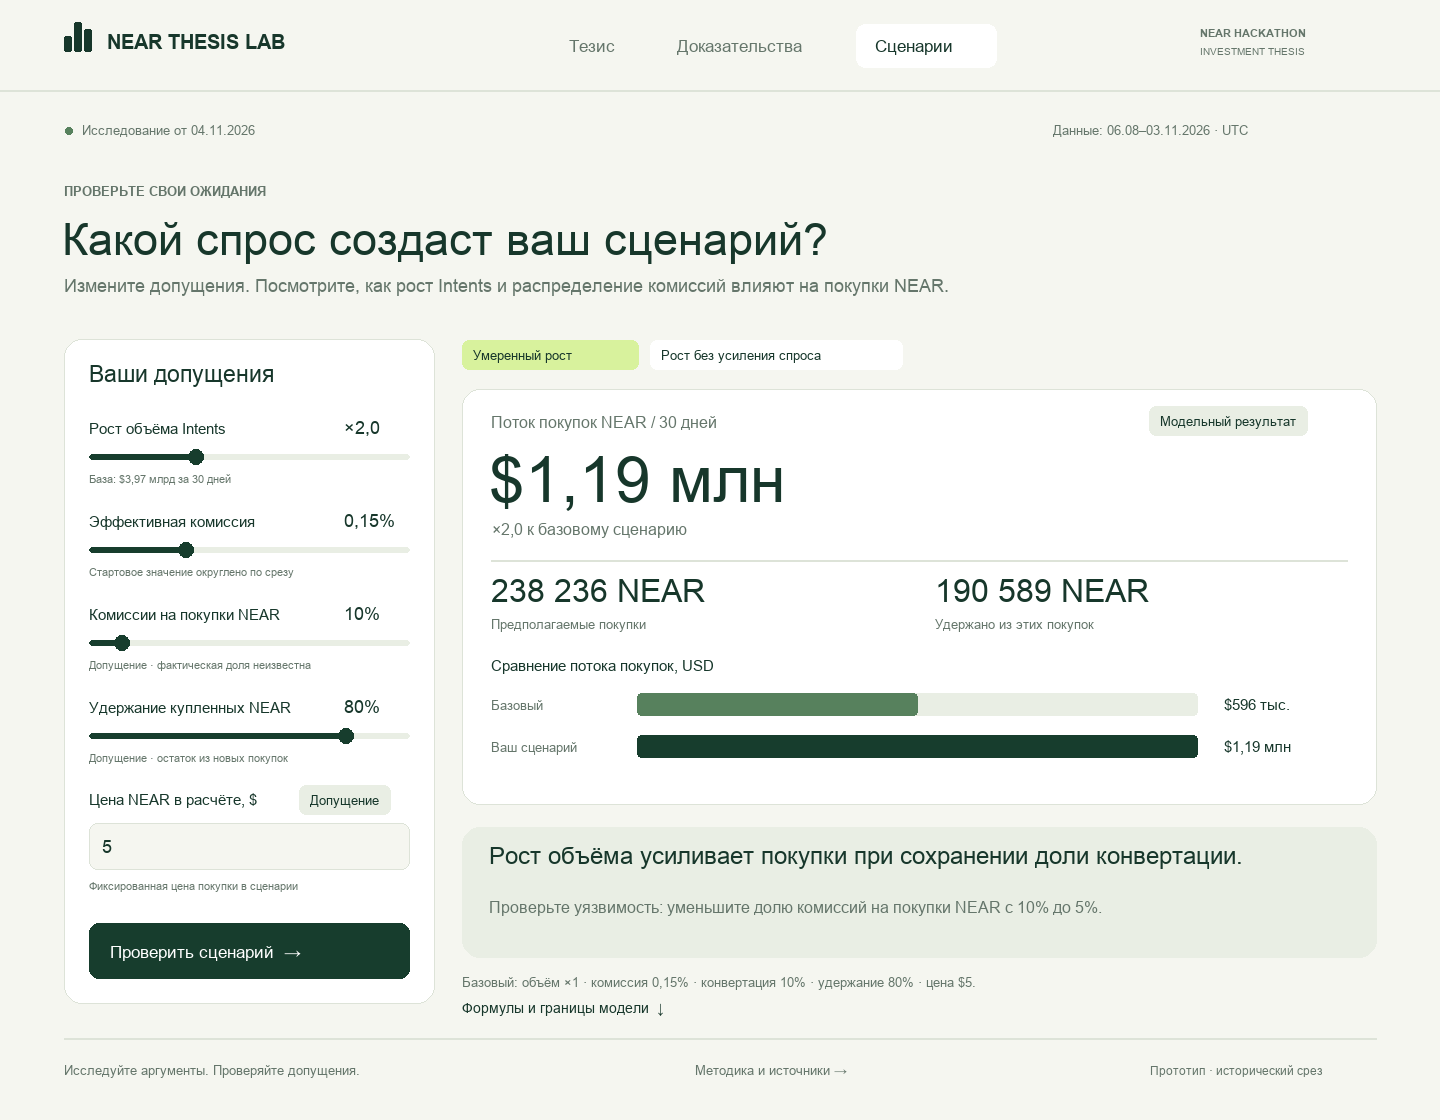 NEAR THESIS LAB
Тезис
Доказательства
Сценарии
NEAR HACKATHON
INVESTMENT THESIS
Исследование от 04.11.2026
Данные: 06.08–03.11.2026 · UTC
ПРОВЕРЬТЕ СВОИ ОЖИДАНИЯ
Какой спрос создаст ваш сценарий?
Измените допущения. Посмотрите, как рост Intents и распределение комиссий влияют на покупки NEAR.
Ваши допущения
Рост объёма Intents ×2,0
База: $3,97 млрд за 30 дней
Эффективная комиссия 0,15%
Стартовое значение округлено по срезу
Комиссии на покупки NEAR 10%
Допущение · фактическая доля неизвестна
Удержание купленных NEAR 80%
Допущение · остаток из новых покупок
Цена NEAR в расчёте, $ Допущение
5
Фиксированная цена покупки в сценарии
Проверить сценарий →
Умеренный рост
Рост без усиления спроса
Поток покупок NEAR / 30 дней
Модельный результат
$1,19 млн
×2,0 к базовому сценарию
238 236 NEAR
Предполагаемые покупки
190 589 NEAR
Удержано из этих покупок
Сравнение потока покупок, USD
Базовый $596 тыс.
Ваш сценарий $1,19 млн
Рост объёма усиливает покупки при сохранении доли конвертации.
Проверьте уязвимость: уменьшите долю комиссий на покупки NEAR с 10% до 5%.
Базовый: объём ×1 · комиссия 0,15% · конвертация 10% · удержание 80% · цена $5.
Формулы и границы модели ↓
Исследуйте аргументы. Проверяйте допущения.
Методика и источники →
Прототип · исторический срез